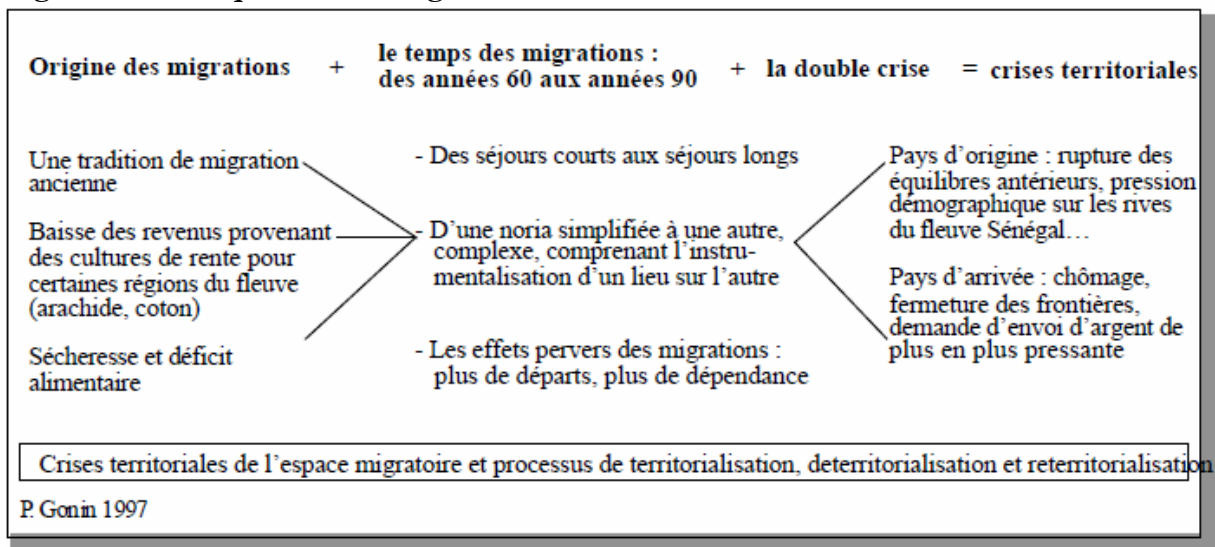 Origine des migrations + le temps des migrations : des années 60 aux années 90 + la double crise = crises territoriales
Une tradition de migration
ancienne
Baisse des revenus provenant
des cultures de rente pour
certaines régions du fleuve
(arachide, coton)
Sécheresse et déficit
alimentaire
- Des séjours courts aux séjours longs
- D'une noria simplifiée à une autre,
complexe, comprenant l'instru-
mentalisation d'un lieu sur l'autre
- Les effets pervers des migrations :
plus de départs, plus de dépendance
Pays d'origine : rupture des
équilibres antérieurs, pression
démographique sur les rives
du fleuve Sénégal…
Pays d'arrivée : chômage,
fermeture des frontières,
demande d'envoi d'argent de
plus en plus pressante
Crises territoriales de l'espace migratoire et processus de territorialisation, deterritorialisation et reterritorialisation
P. Gonin 1997